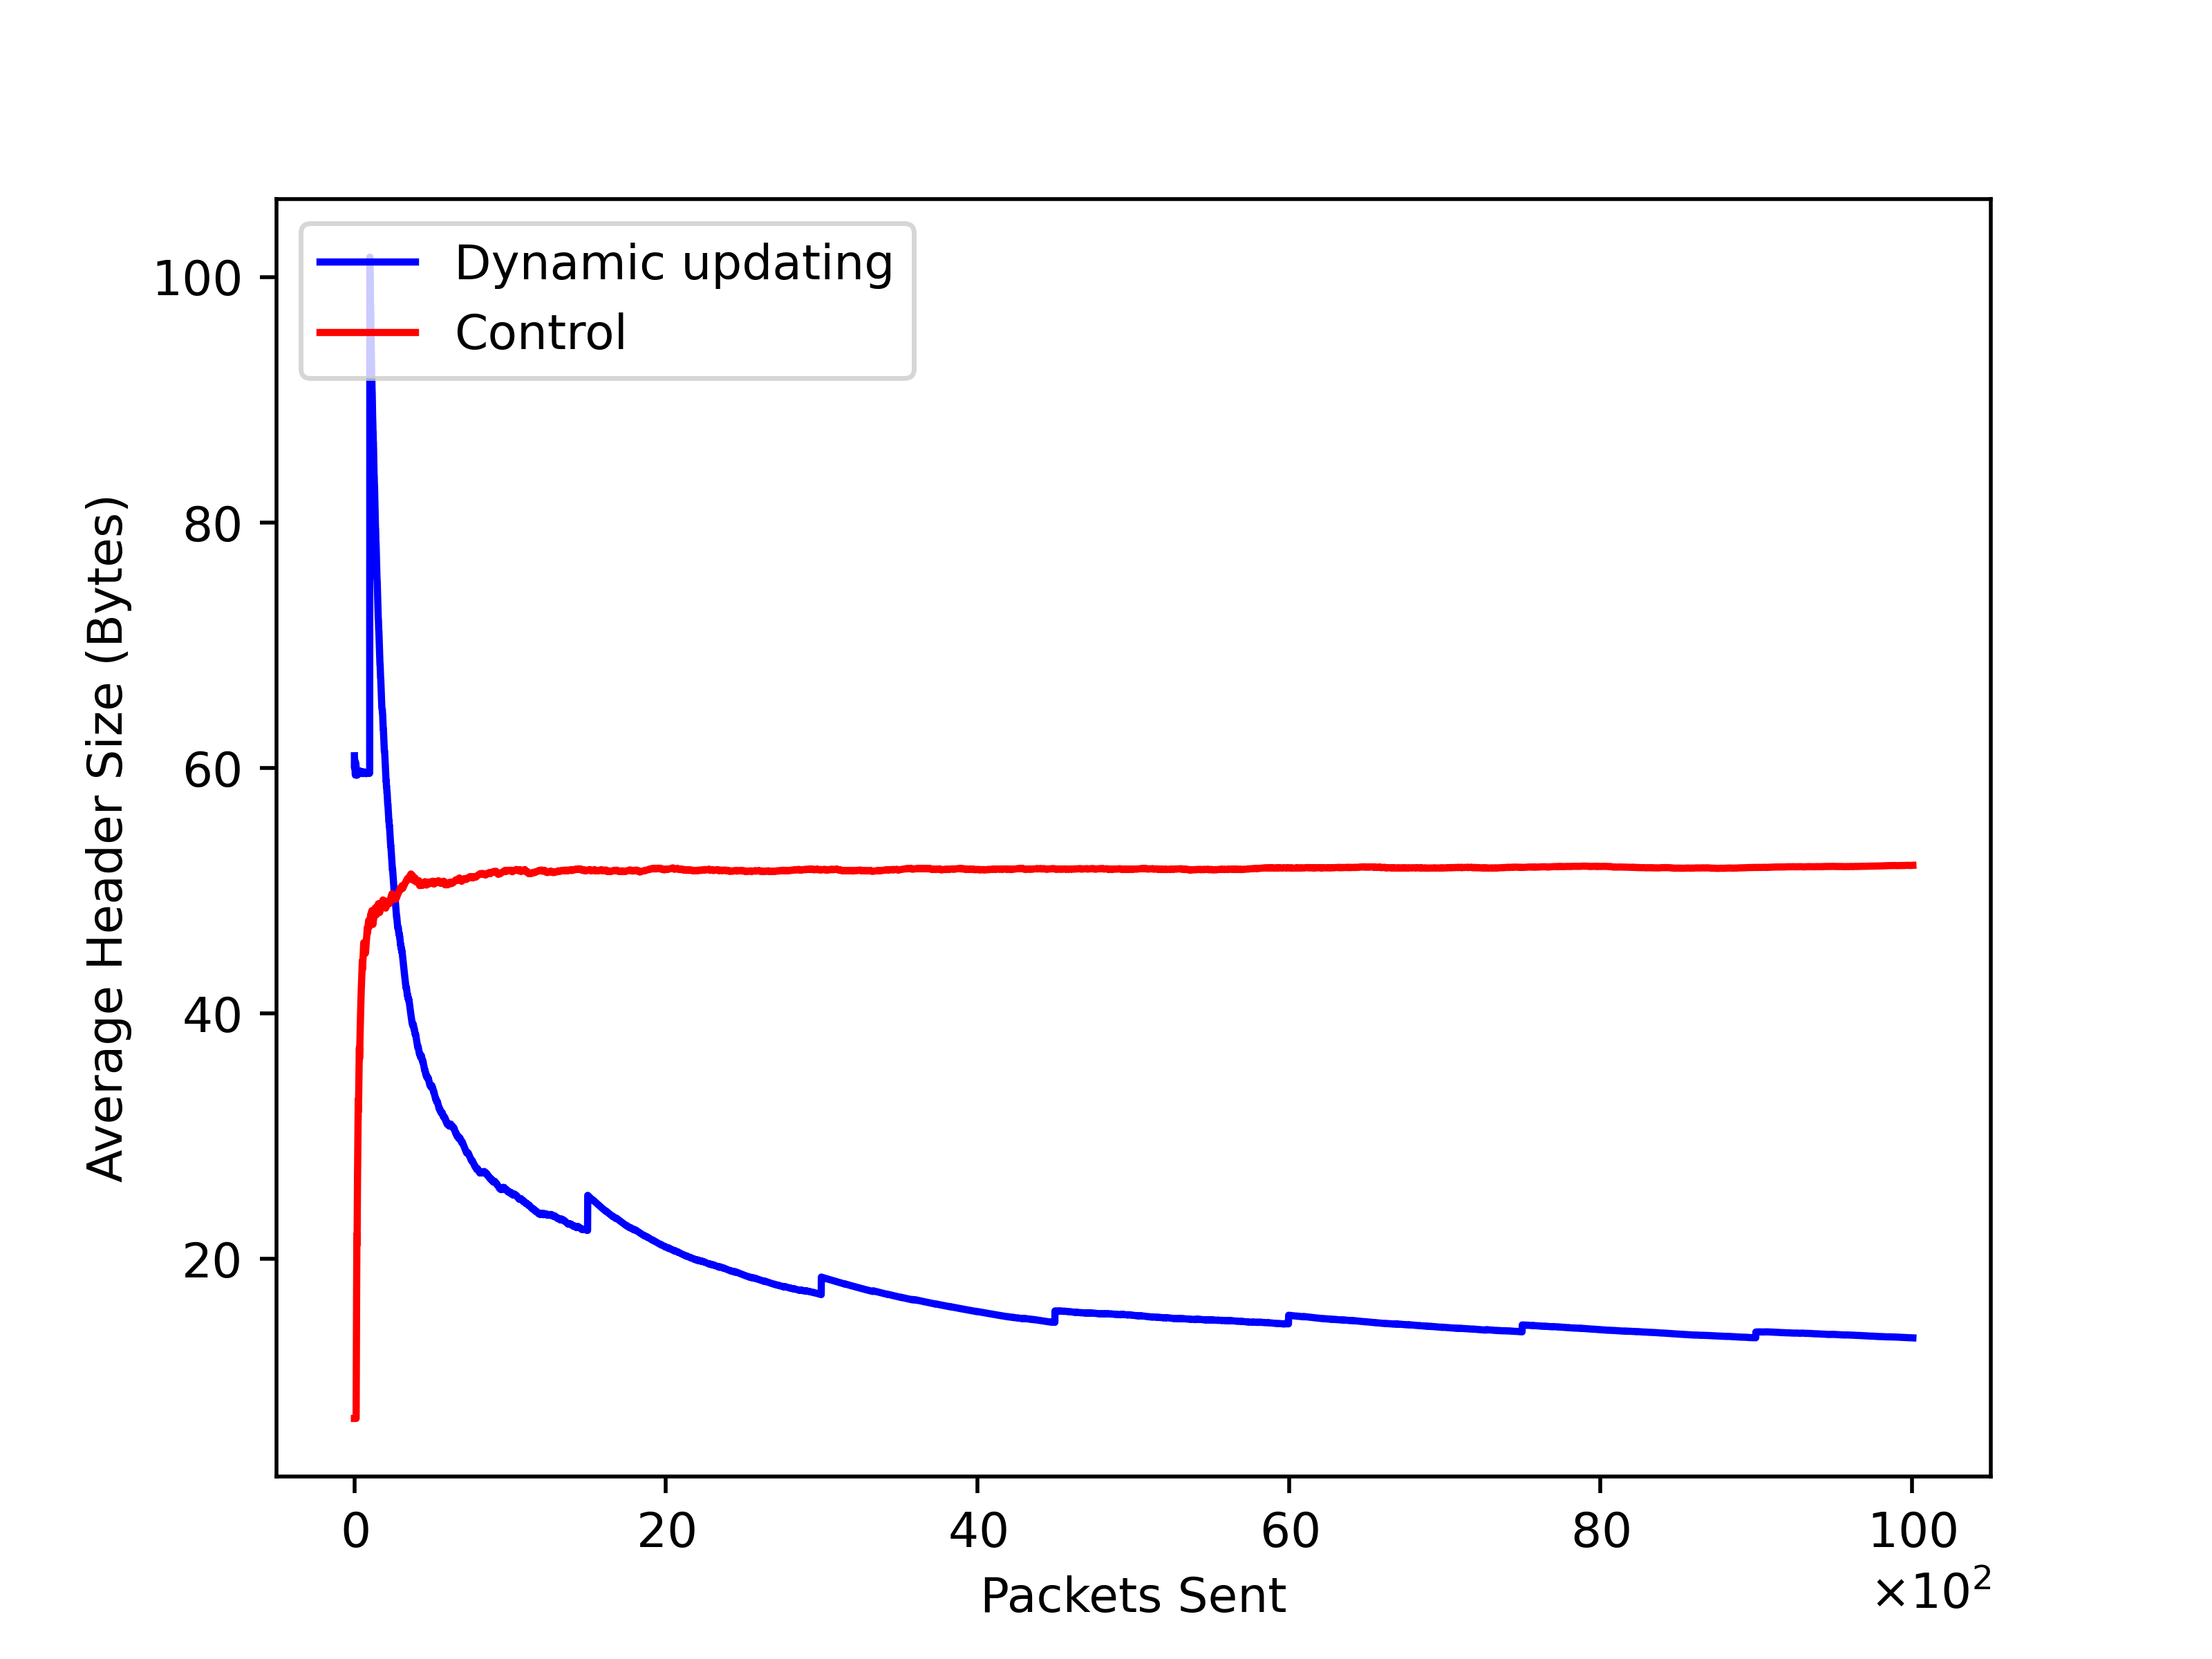 Dynamic updating
Control
100
80
60
40
20
Average Header Size (Bytes)
0 20 40 60 80 100
Packets Sent
×10²